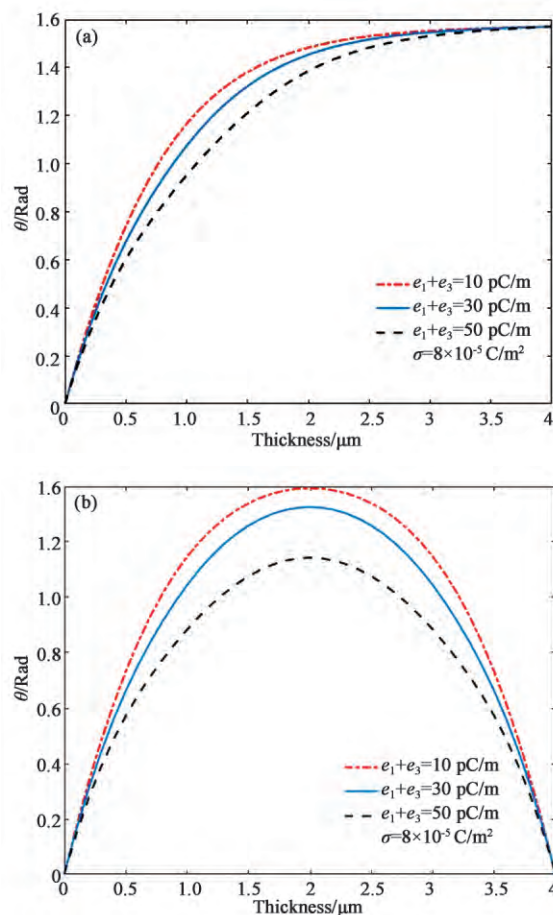 (a)
1.6
1.4
1.2
1.0
0.8
0.6
0.4
0.2
0
θ/Rad
e₁+e₃=10 pC/m
e₁+e₃=30 pC/m
e₁+e₃=50 pC/m
σ=8×10⁻⁵ C/m²
0 0.5 1.0 1.5 2 2.5 3 3.5 4
Thickness/μm
(b)
1.6
1.2
1.0
0.8
0.6
0.4
0.2
0
θ/Rad
e₁+e₃=10 pC/m
e₁+e₃=30 pC/m
e₁+e₃=50 pC/m
σ=8×10⁻⁵ C/m²
0 0.5 1.0 1.5 2 2.5 3 3.5 4
Thickness/μm